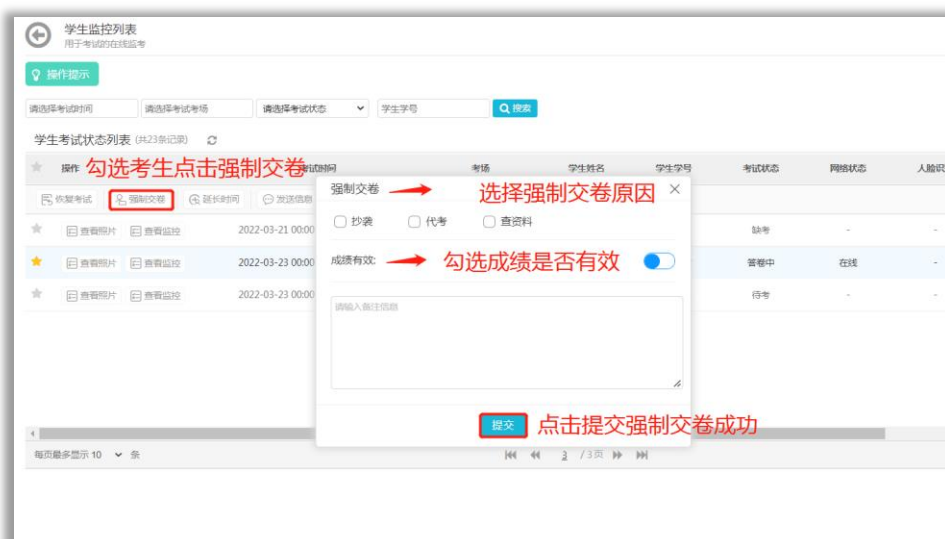 学生监控列表
用于考试的在线监考
操作提示
请选择考试时间 请选择考试考场 请选择考试状态 学生学号 搜索
学生考试状态列表 (共23条记录)
操作 勾选考生点击强制交卷 考试时间 考场 学生姓名 学生学号 考试状态 网络状态 人脸识
恢复考试 强制交卷 延长时间 发送信息
强制交卷 选择强制交卷原因
抄袭 代考 查资料
查看照片 查看监控 2022-03-21 00:00 缺考 -  -
成绩有效: 勾选成绩是否有效
查看照片 查看监控 2022-03-23 00:00 答卷中 在线 -
查看照片 查看监控 2022-03-23 00:00 待考 - -
请输入备注信息
提交 点击提交强制交卷成功
每页最多显示 10 条 3 /3页